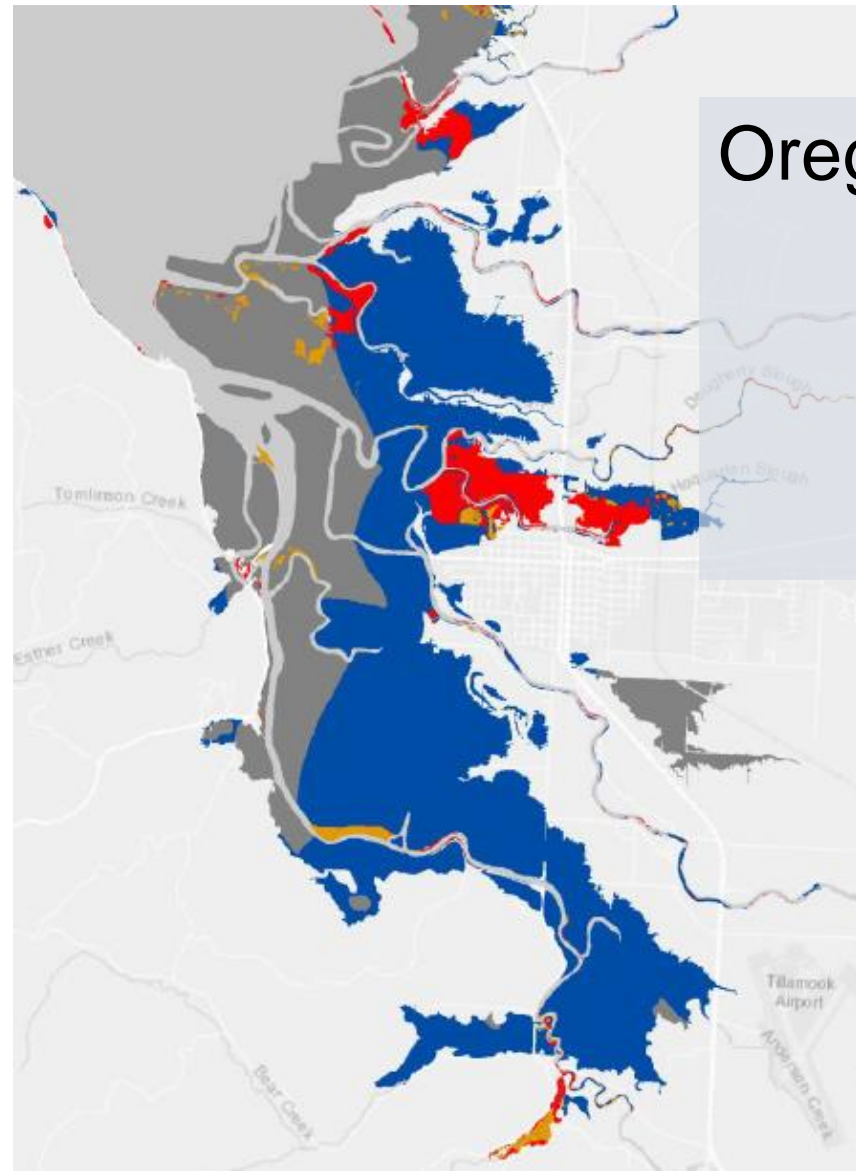 Oreg
Dougherty Slough
Hoquarten Slough
Tomlinson Creek
Esther Creek
Tillamook
Airport
Bear Creek
Anderson Creek